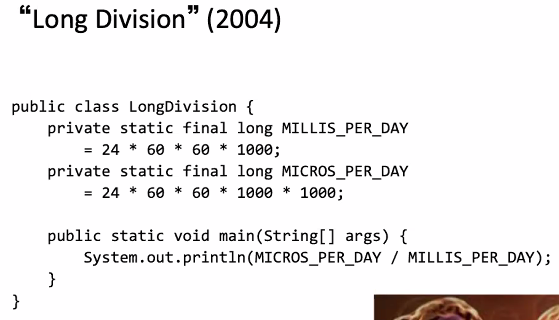 “Long Division” (2004)
public class LongDivision {
    private static final long MILLIS_PER_DAY
        = 24 * 60 * 60 * 1000;
    private static final long MICROS_PER_DAY
        = 24 * 60 * 60 * 1000 * 1000;
    public static void main(String[] args) {
        System.out.println(MICROS_PER_DAY / MILLIS_PER_DAY);
    }
}